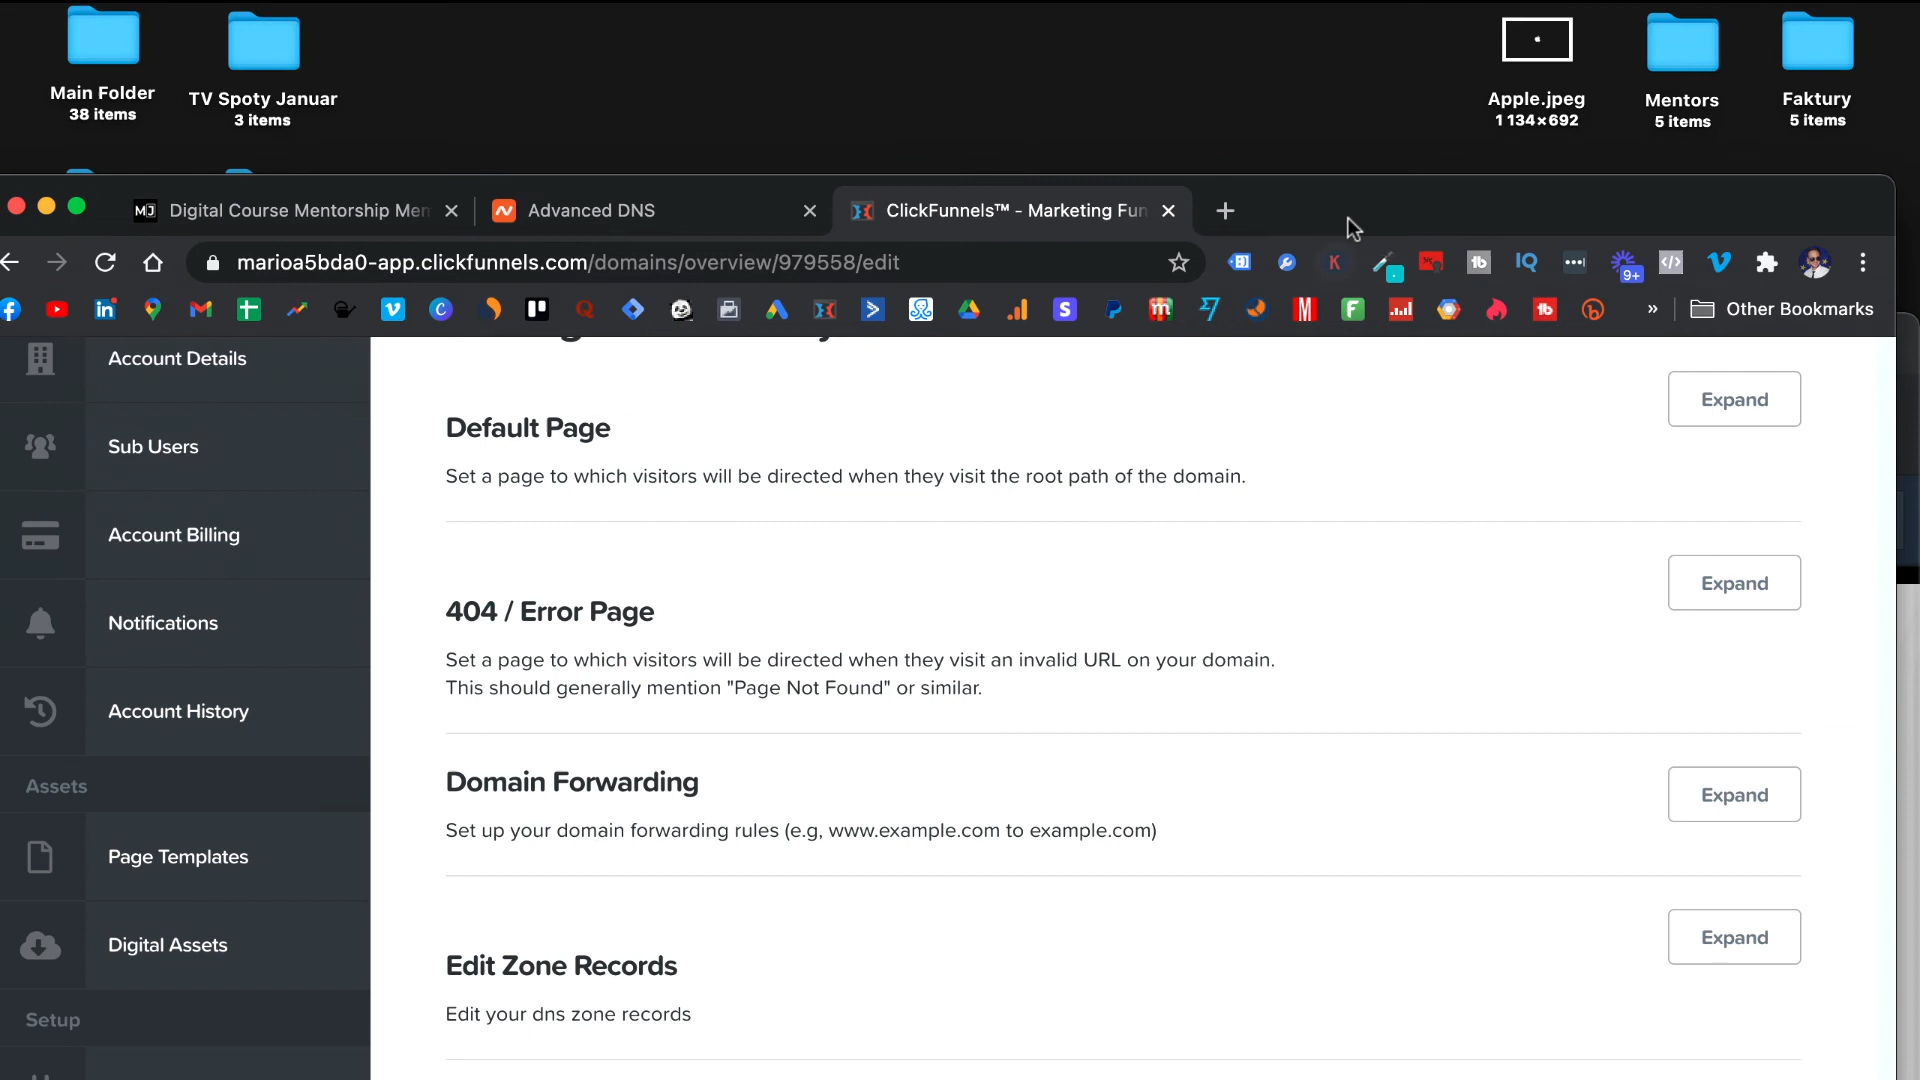 Main Folder
38 items
TV Spoty Januar
3 items
Apple.jpeg
1 134×692
Mentors
5 items
Faktury
5 items
MJ Digital Course Mentorship Men
Advanced DNS
ClickFunnels™ - Marketing Fun
marioa5bda0-app.clickfunnels.com/domains/overview/979558/edit
K
tb
IQ
9+
Other Bookmarks
Account Details
Sub Users
Account Billing
Notifications
Account History
Assets
Page Templates
Digital Assets
Setup
Default Page
Expand
Set a page to which visitors will be directed when they visit the root path of the domain.
404 / Error Page
Expand
Set a page to which visitors will be directed when they visit an invalid URL on your domain.
This should generally mention "Page Not Found" or similar.
Domain Forwarding
Expand
Set up your domain forwarding rules (e.g, www.example.com to example.com)
Edit Zone Records
Expand
Edit your dns zone records